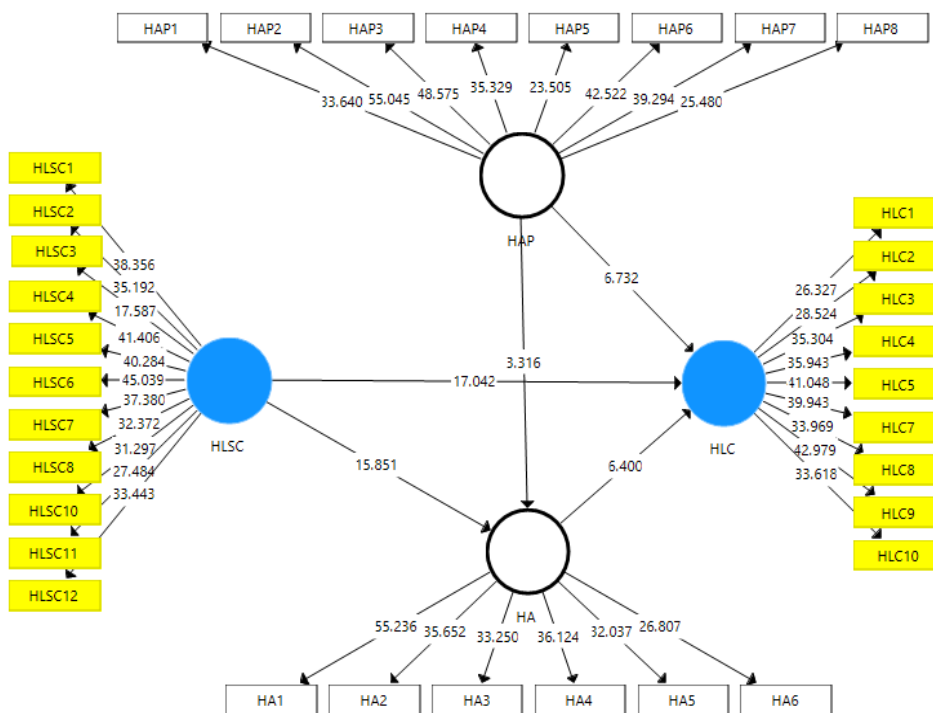 HAP1 HAP2 HAP3 HAP4 HAP5 HAP6 HAP7 HAP8
33.640 55.045 48.575 35.329 23.505 42.522 39.294 25.480
HAP
HLSC1
HLSC2
HLSC3
HLSC4
HLSC5
HLSC6
HLSC7
HLSC8
HLSC10
HLSC11
HLSC12
38.356
35.192
17.587
41.406
40.284
45.039
37.380
32.372
31.297
27.484
33.443
HLSC
6.732
3.316
17.042
15.851
6.400
HLC
26.327
28.524
35.304
35.943
41.048
39.943
33.969
42.979
33.618
HLC1
HLC2
HLC3
HLC4
HLC5
HLC7
HLC8
HLC9
HLC10
HA
55.236 35.652 33.250 36.124 32.037 26.807
HA1 HA2 HA3 HA4 HA5 HA6